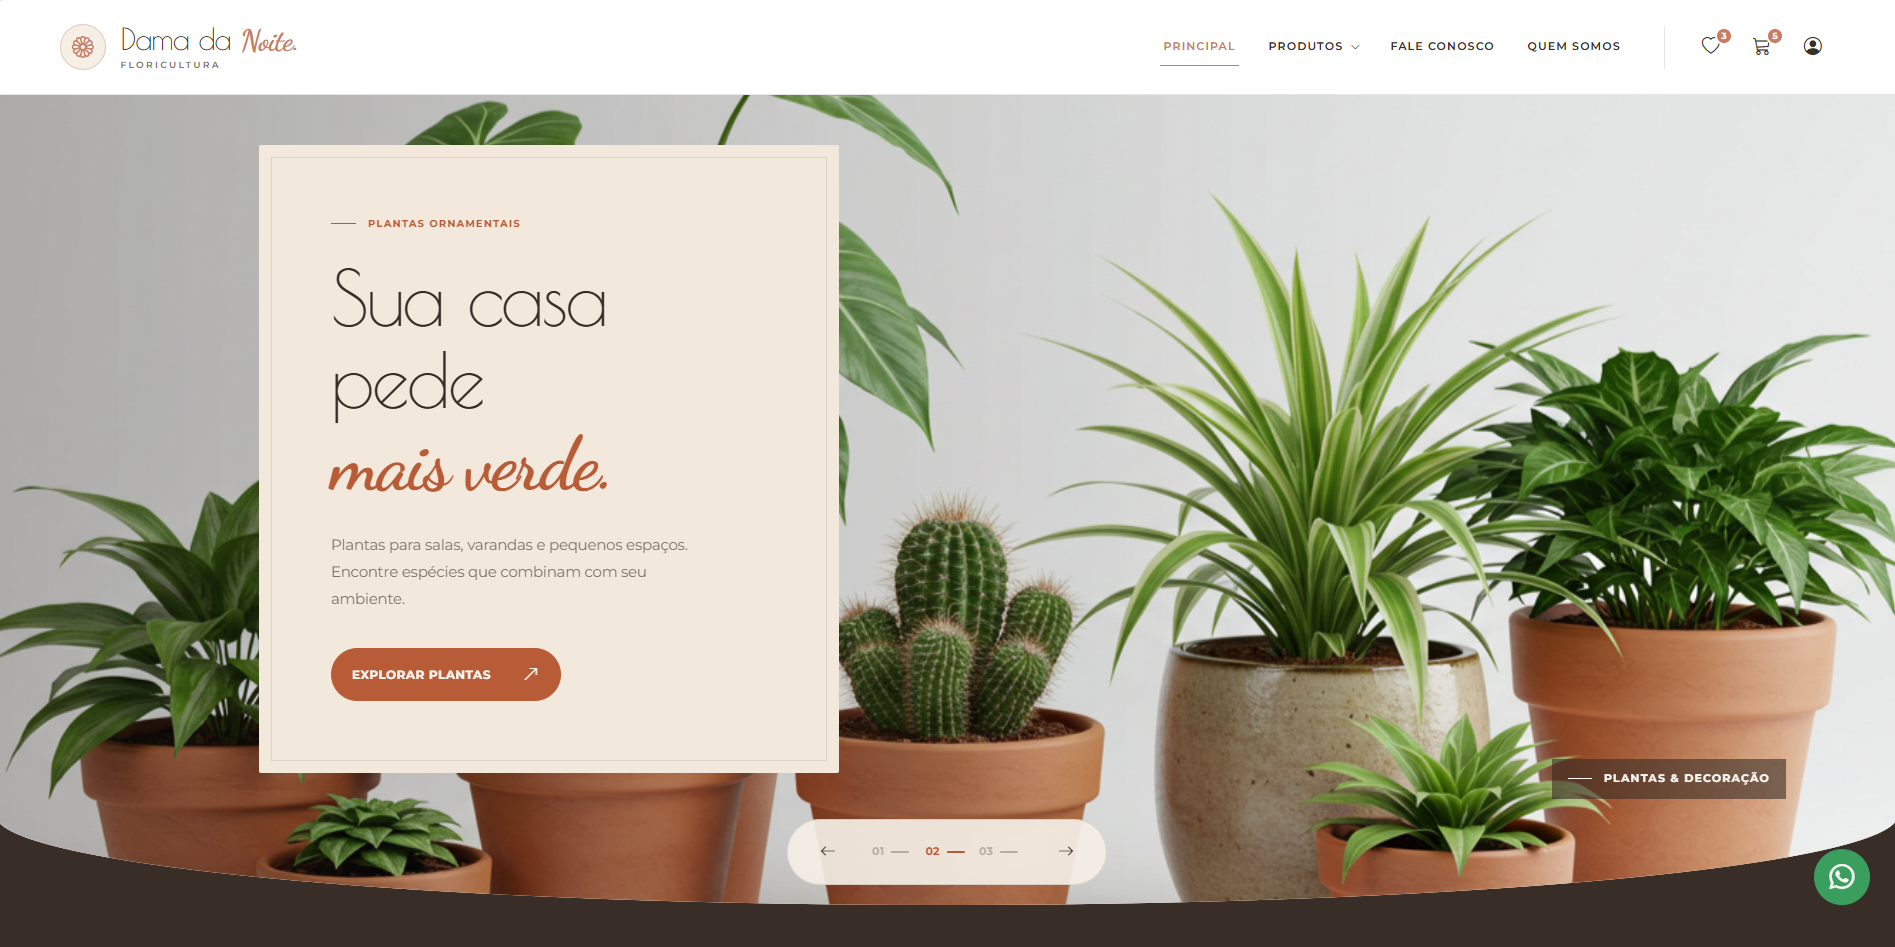 Dama da Noite.
FLORICULTURA
PRINCIPAL
PRODUTOS
FALE CONOSCO
QUEM SOMOS
3
5
PLANTAS ORNAMENTAIS
Sua casa
pede
mais verde.
Plantas para salas, varandas e pequenos espaços.
Encontre espécies que combinam com seu
ambiente.
EXPLORAR PLANTAS
PLANTAS & DECORAÇÃO
01
02
03